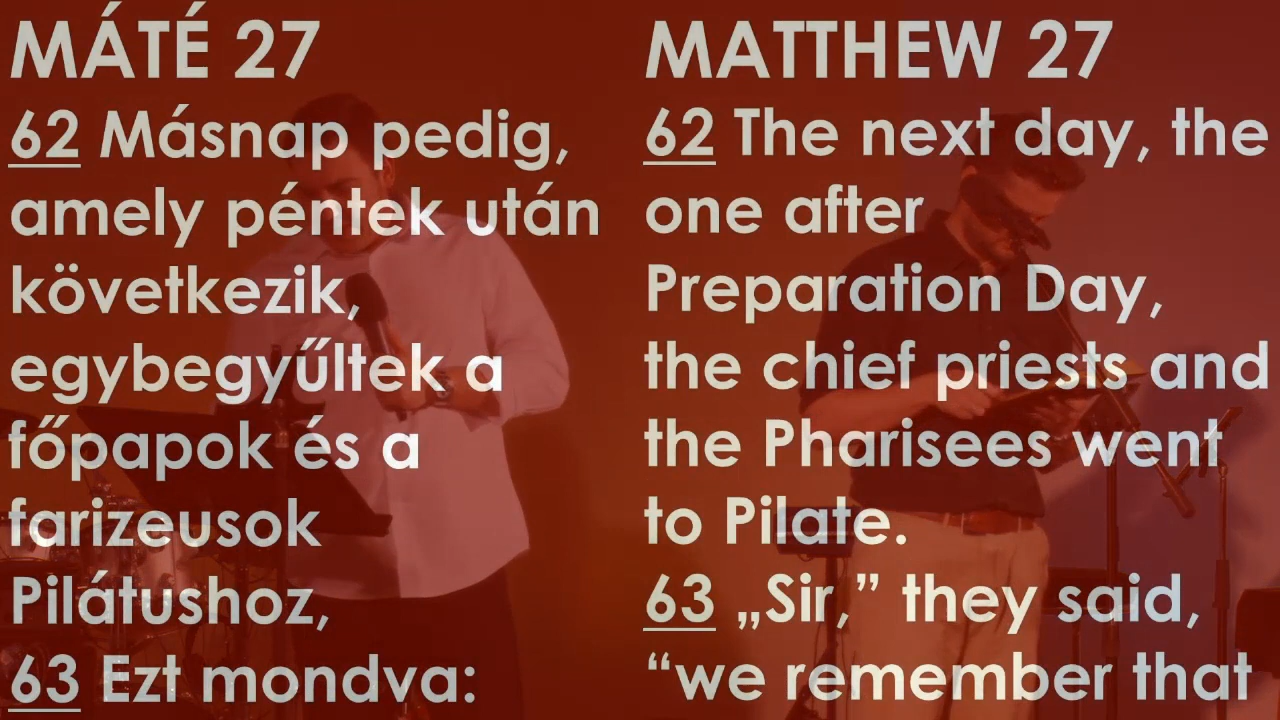 MÁTÉ 27
62 Másnap pedig,
amely péntek után
következik,
egybegyűltek a
főpapok és a
farizeusok
Pilátushoz,
63 Ezt mondva:
MATTHEW 27
62 The next day, the
one after
Preparation Day,
the chief priests and
the Pharisees went
to Pilate.
63 „Sir,” they said,
“we remember that